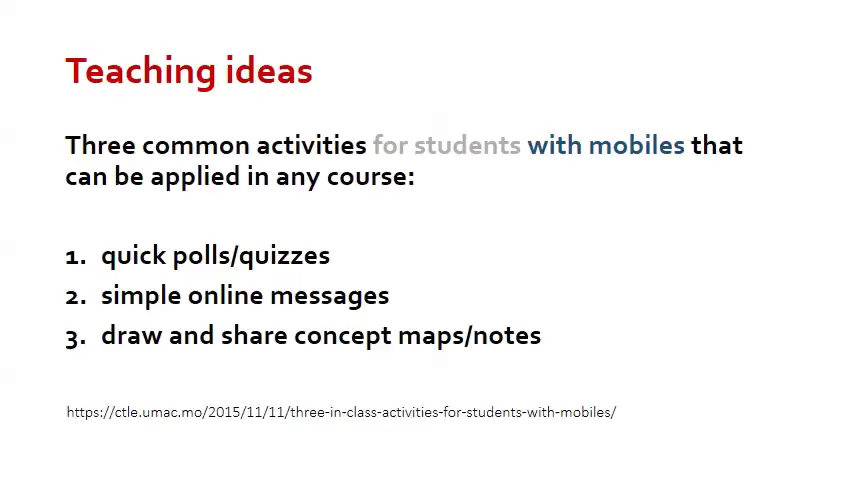 Teaching ideas
Three common activities for students with mobiles that
can be applied in any course:
1. quick polls/quizzes
2. simple online messages
3. draw and share concept maps/notes
https://ctle.umac.mo/2015/11/11/three-in-class-activities-for-students-with-mobiles/